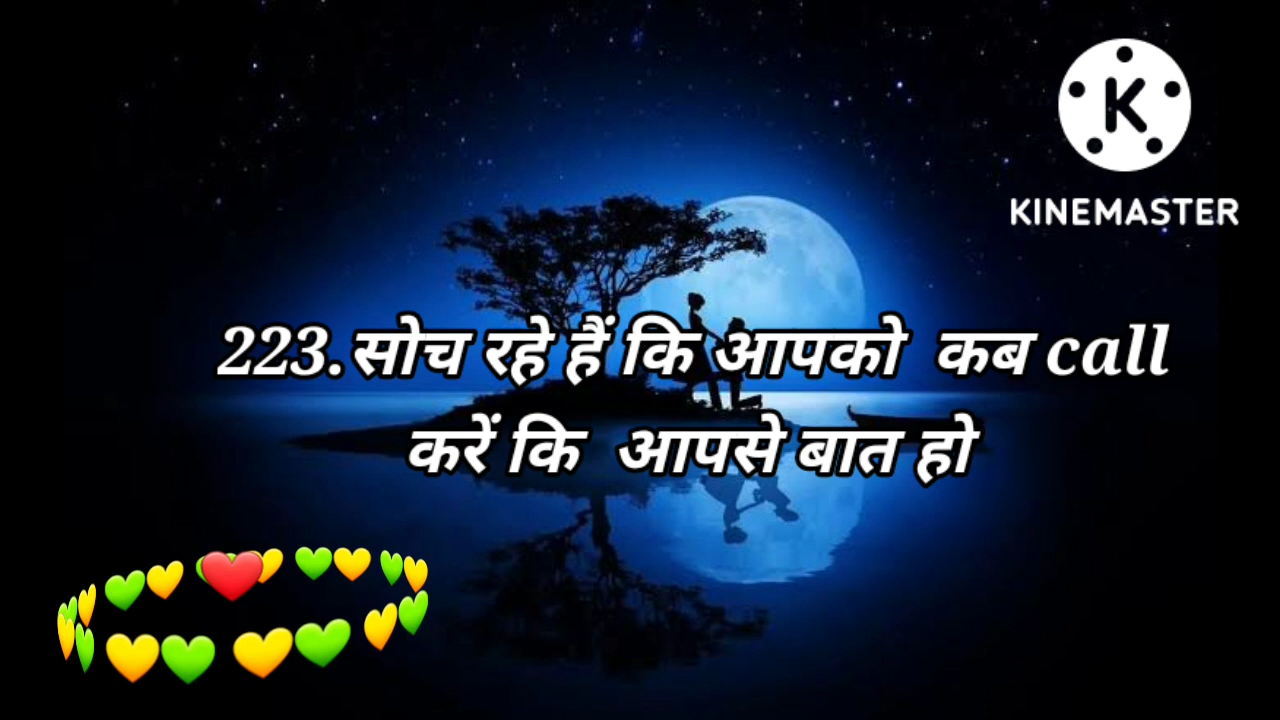 K
KINEMASTER
223.सोच रहे हैं कि आपको कब call
करें कि आपसे बात हो